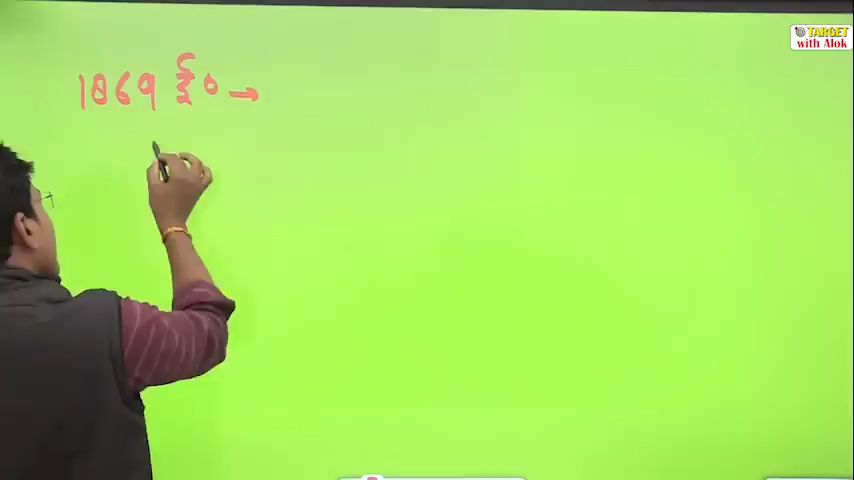 1869 ई० →
TARGET
with Alok